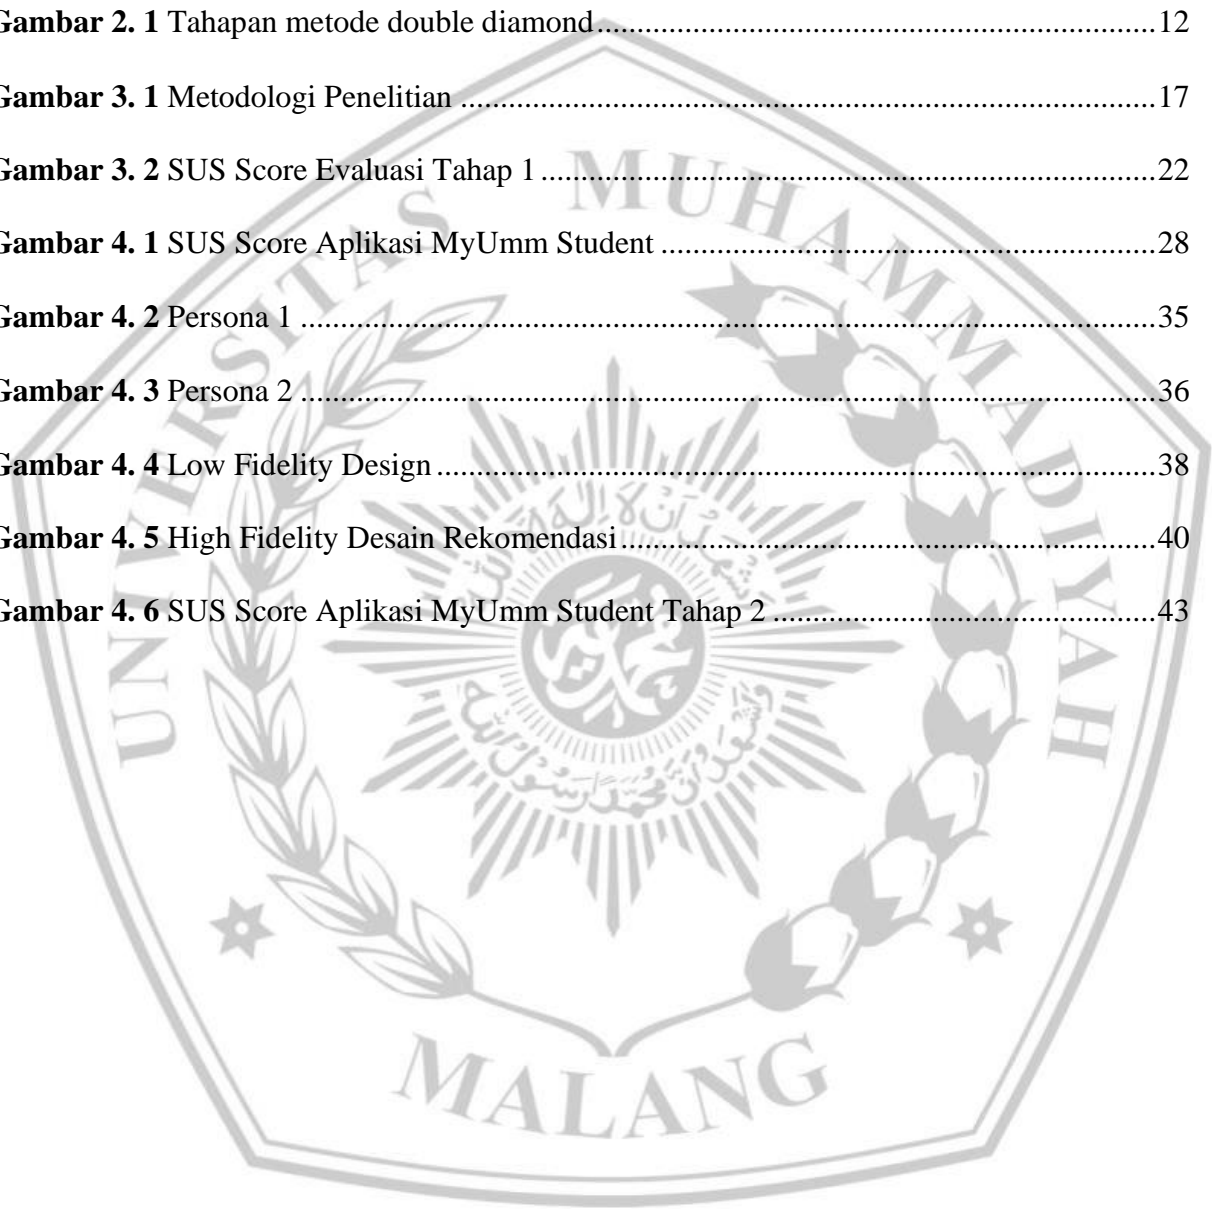 Gambar 2. 1 Tahapan metode double diamond......................................................................12
Gambar 3. 1 Metodologi Penelitian.......................................................................................17
Gambar 3. 2 SUS Score Evaluasi Tahap 1.............................................................................22
Gambar 4. 1 SUS Score Aplikasi MyUmm Student..............................................................28
Gambar 4. 2 Persona 1...........................................................................................................35
Gambar 4. 3 Persona 2...........................................................................................................36
Gambar 4. 4 Low Fidelity Design..........................................................................................38
Gambar 4. 5 High Fidelity Desain Rekomendasi...................................................................40
Gambar 4. 6 SUS Score Aplikasi MyUmm Student Tahap 2................................................43
UNIVERSITAS MUHAMMADIYAH
MALANG